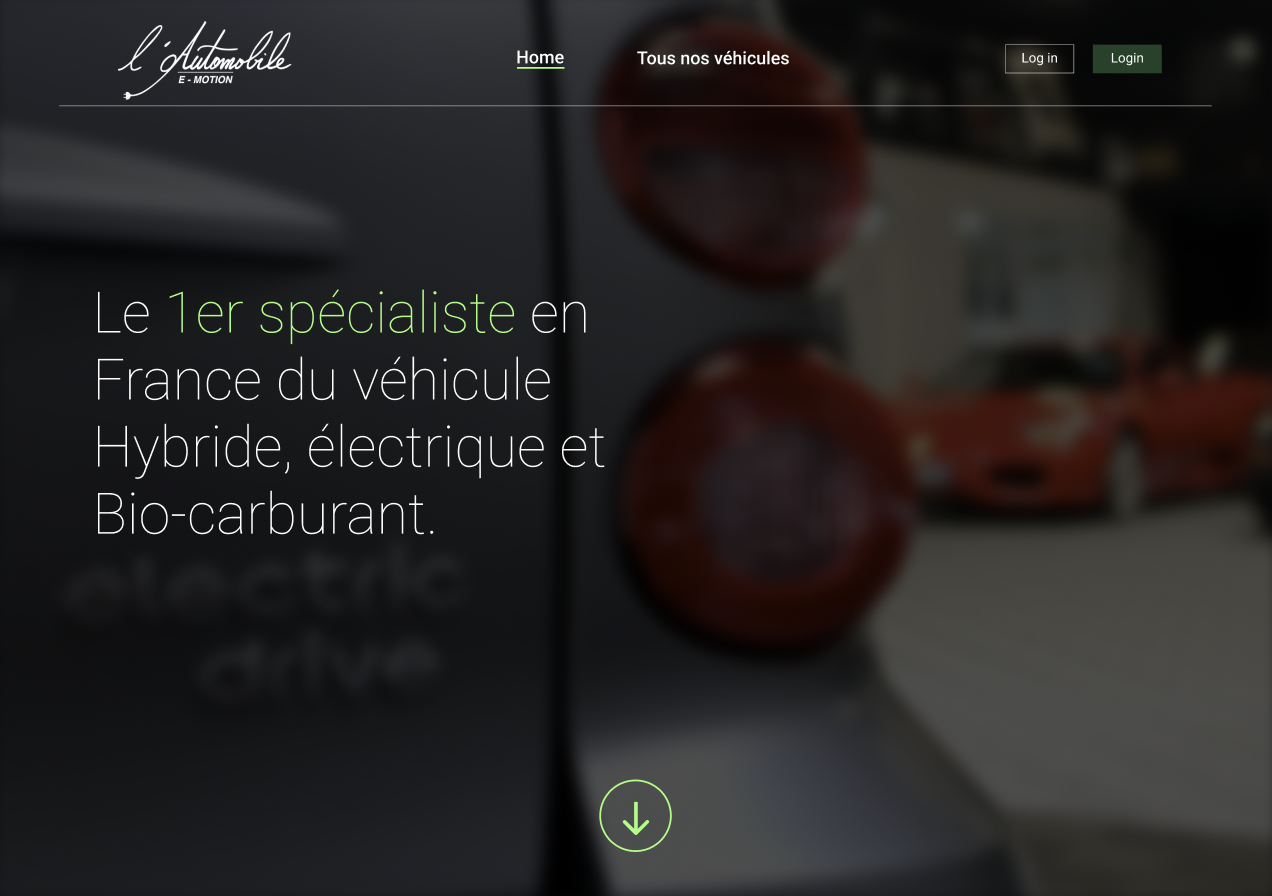 l'Automobile
E - MOTION
Home
Tous nos véhicules
Log in
Login
Le 1er spécialiste en
France du véhicule
Hybride, électrique et
Bio-carburant.
electric
drive